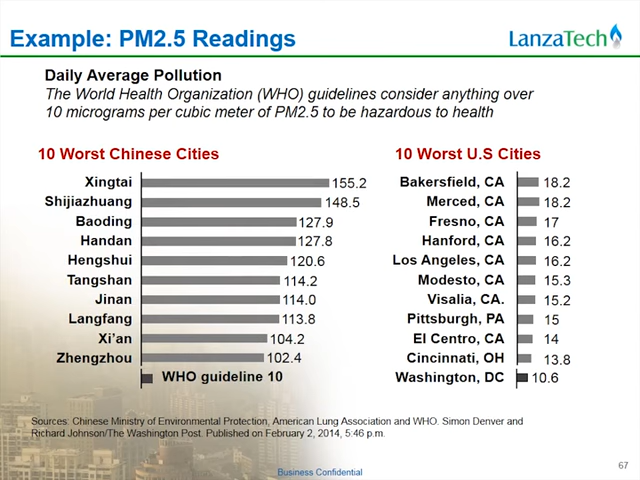 Example: PM2.5 Readings
LanzaTech
Daily Average Pollution
The World Health Organization (WHO) guidelines consider anything over
10 micrograms per cubic meter of PM2.5 to be hazardous to health
10 Worst Chinese Cities
Xingtai 155.2
Shijiazhuang 148.5
Baoding 127.9
Handan 127.8
Hengshui 120.6
Tangshan 114.2
Jinan 114.0
Langfang 113.8
Xi'an 104.2
Zhengzhou 102.4
WHO guideline 10
10 Worst U.S Cities
Bakersfield, CA 18.2
Merced, CA 18.2
Fresno, CA 17
Hanford, CA 16.2
Los Angeles, CA 16.2
Modesto, CA 15.3
Visalia, CA. 15.2
Pittsburgh, PA 15
El Centro, CA 14
Cincinnati, OH 13.8
Washington, DC 10.6
Sources: Chinese Ministry of Environmental Protection, American Lung Association and WHO. Simon Denver and
Richard Johnson/The Washington Post. Published on February 2, 2014, 5:46 p.m.
Business Confidential
67